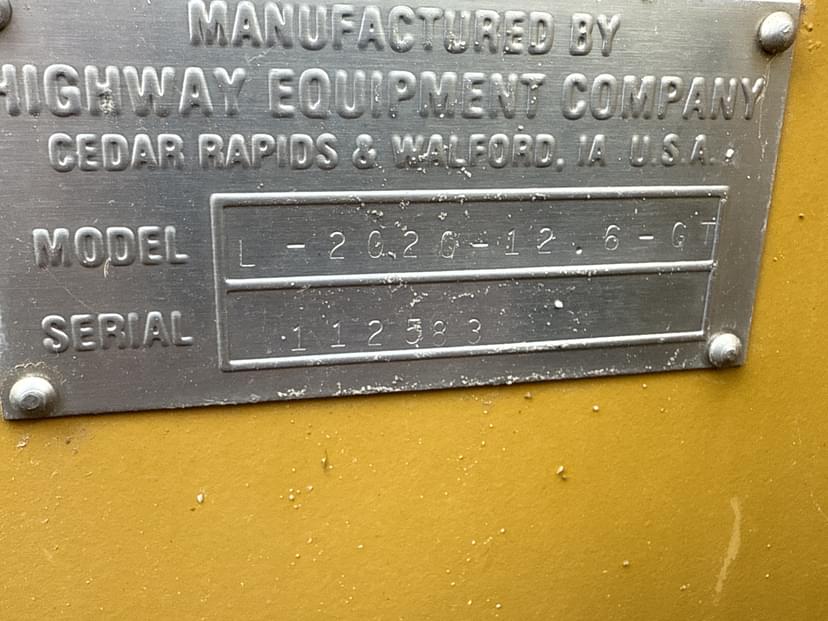 MANUFACTURED BY
HIGHWAY EQUIPMENT COMPANY
CEDAR RAPIDS & WALFORD, IA U.S.A.
MODEL L-2020-12.6-GT
SERIAL 112583